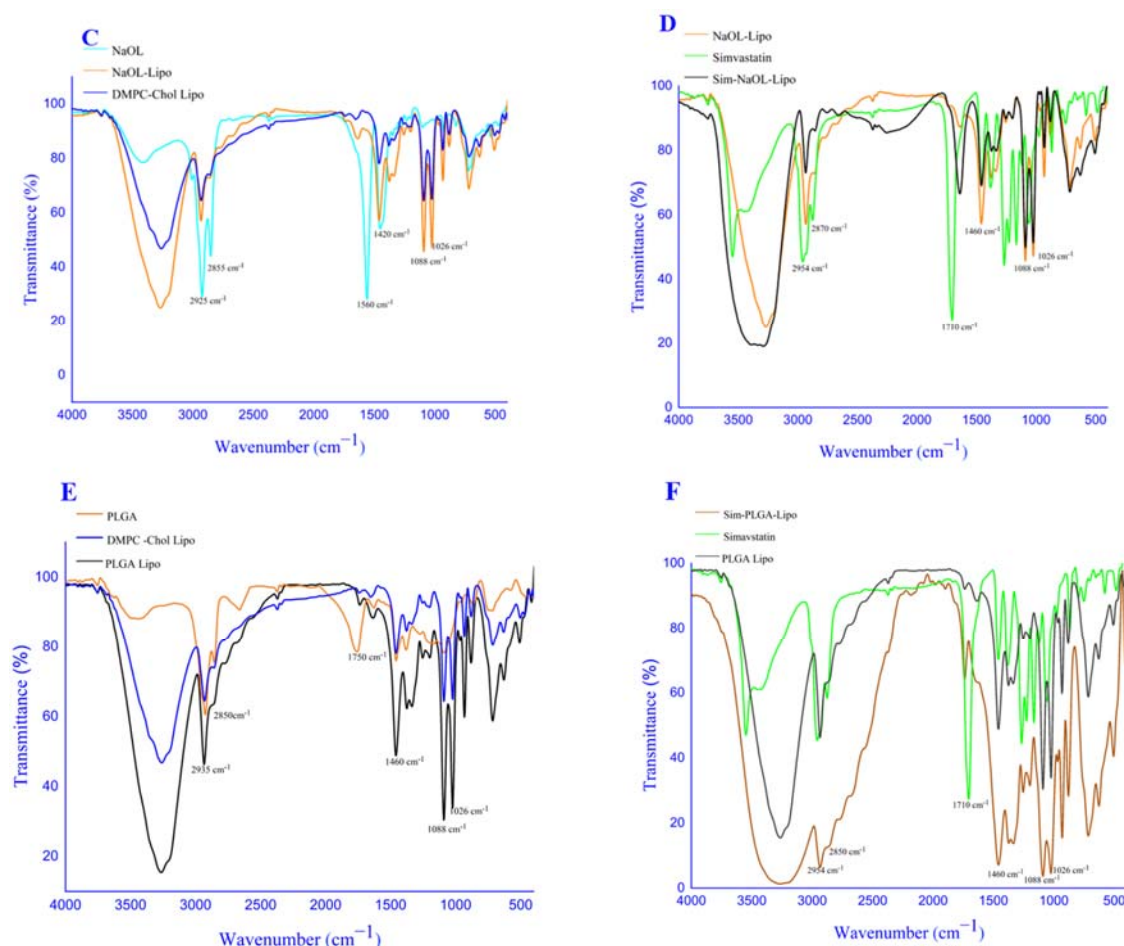 C
NaOL
NaOL-Lipo
DMPC-Chol Lipo
Transmittance (%)
100
80
60
40
20
0
2855 cm⁻¹
2925 cm⁻¹
1560 cm⁻¹
1420 cm⁻¹
1088 cm⁻¹
1026 cm⁻¹
4000 3500 3000 2500 2000 1500 1000 500
Wavenumber (cm⁻¹)
D
NaOL-Lipo
Simvastatin
Sim-NaOL-Lipo
Transmittance (%)
100
80
60
40
20
0
2870 cm⁻¹
2954 cm⁻¹
1710 cm⁻¹
1460 cm⁻¹
1088 cm⁻¹
1026 cm⁻¹
4000 3500 3000 2500 2000 1500 1000 500
Wavenumber (cm⁻¹)
E
PLGA
DMPC -Chol Lipo
PLGA Lipo
Transmittance (%)
100
80
60
40
20
2850cm⁻¹
2935 cm⁻¹
1750 cm⁻¹
1460 cm⁻¹
1026 cm⁻¹
1088 cm⁻¹
4000 3500 3000 2500 2000 1500 1000 500
Wavenumber (cm⁻¹)
F
Sim-PLGA-Lipo
Simavstatin
PLGA Lipo
Transmittance (%)
100
80
60
40
20
0
2850 cm⁻¹
2954 cm⁻¹
1710 cm⁻¹
1460 cm⁻¹
1088 cm⁻¹
1026 cm⁻¹
4000 3500 3000 2500 2000 1500 1000 500
Wavenumber (cm⁻¹)